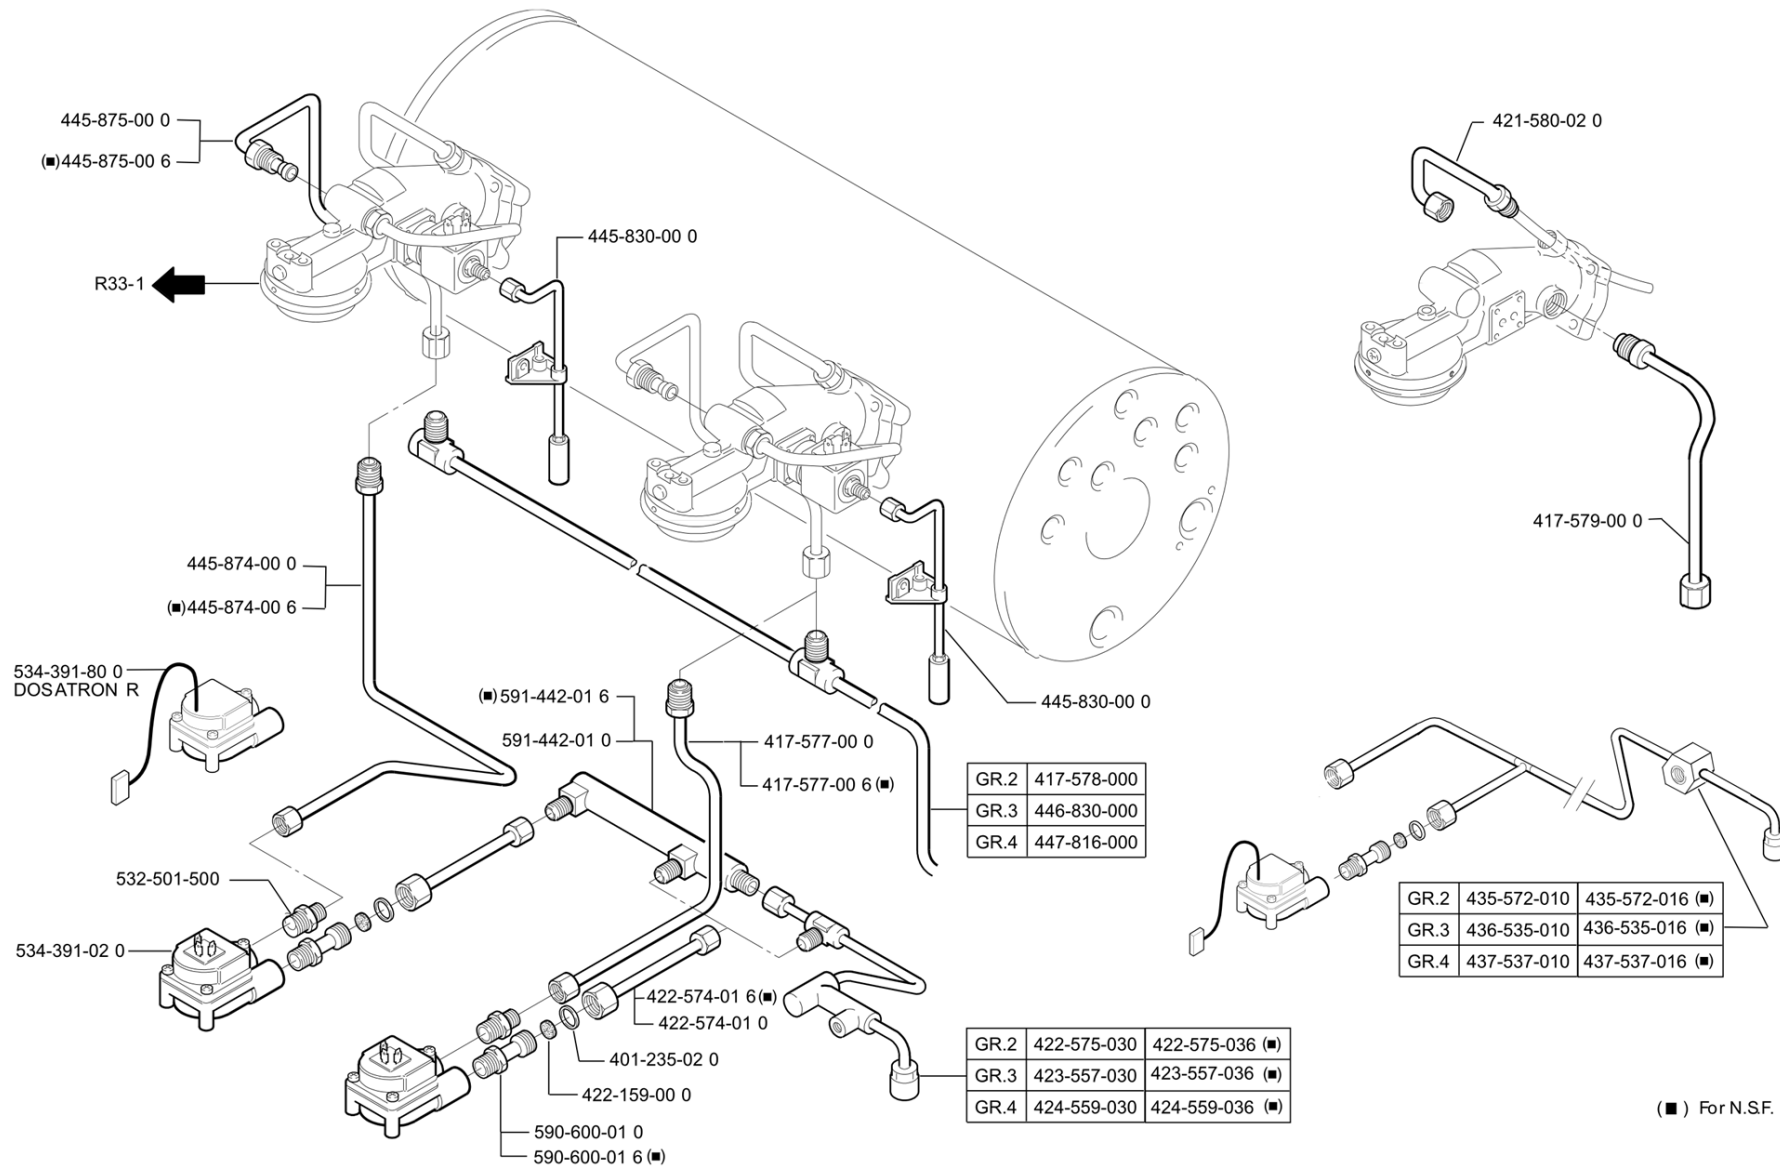 445-875-00 0
(■)445-875-00 6
R33-1
445-830-00 0
421-580-02 0
417-579-00 0
445-874-00 0
(■)445-874-00 6
534-391-80 0
DOSATRON R
(■)591-442-01 6
591-442-01 0
417-577-00 0
417-577-00 6(■)
445-830-00 0
GR.2 417-578-000
GR.3 446-830-000
GR.4 447-816-000
532-501-500
534-391-02 0
GR.2 435-572-010 435-572-016 (■)
GR.3 436-535-010 436-535-016 (■)
GR.4 437-537-010 437-537-016 (■)
422-574-01 6(■)
422-574-01 0
401-235-02 0
422-159-00 0
590-600-01 0
590-600-01 6(■)
GR.2 422-575-030 422-575-036 (■)
GR.3 423-557-030 423-557-036 (■)
GR.4 424-559-030 424-559-036 (■)
(■) For N.S.F.